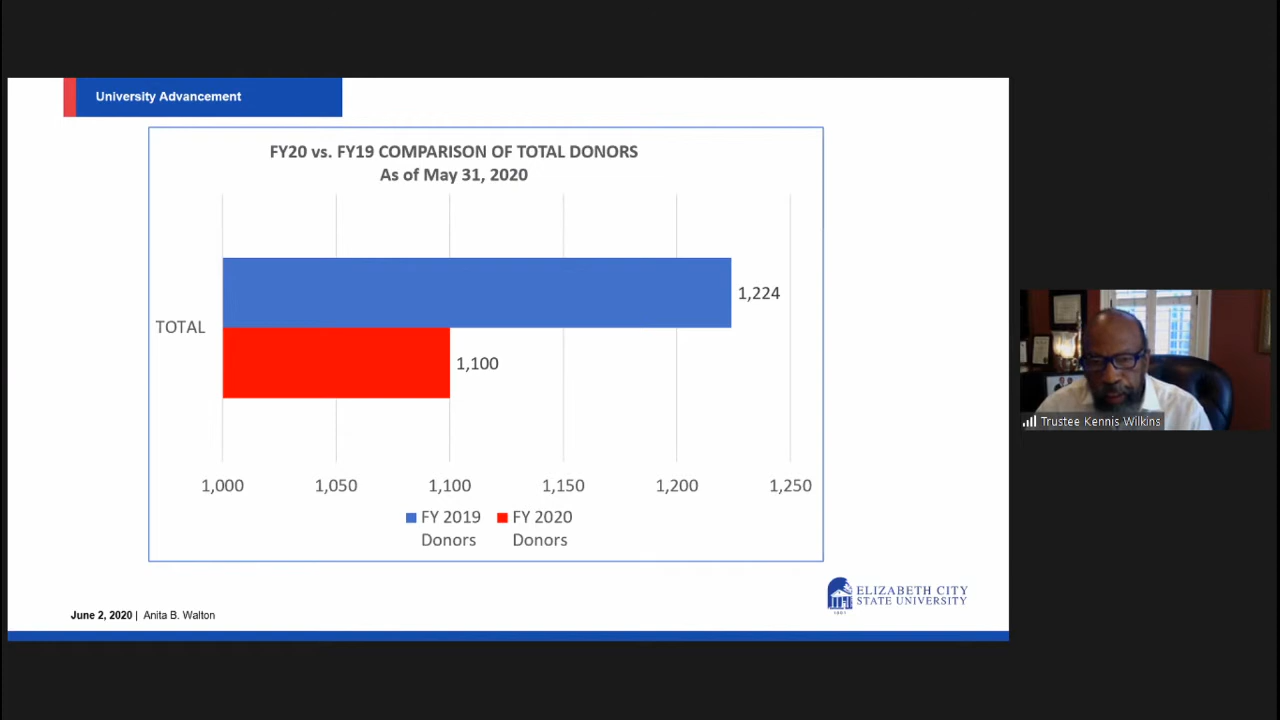 University Advancement
FY20 vs. FY19 COMPARISON OF TOTAL DONORS
As of May 31, 2020
1,224
TOTAL
1,100
1,000 1,050 1,100 1,150 1,200 1,250
FY 2019 FY 2020
Donors Donors
ELIZABETH CITY
STATE UNIVERSITY
1891
June 2, 2020 | Anita B. Walton
Trustee Kennis Wilkins